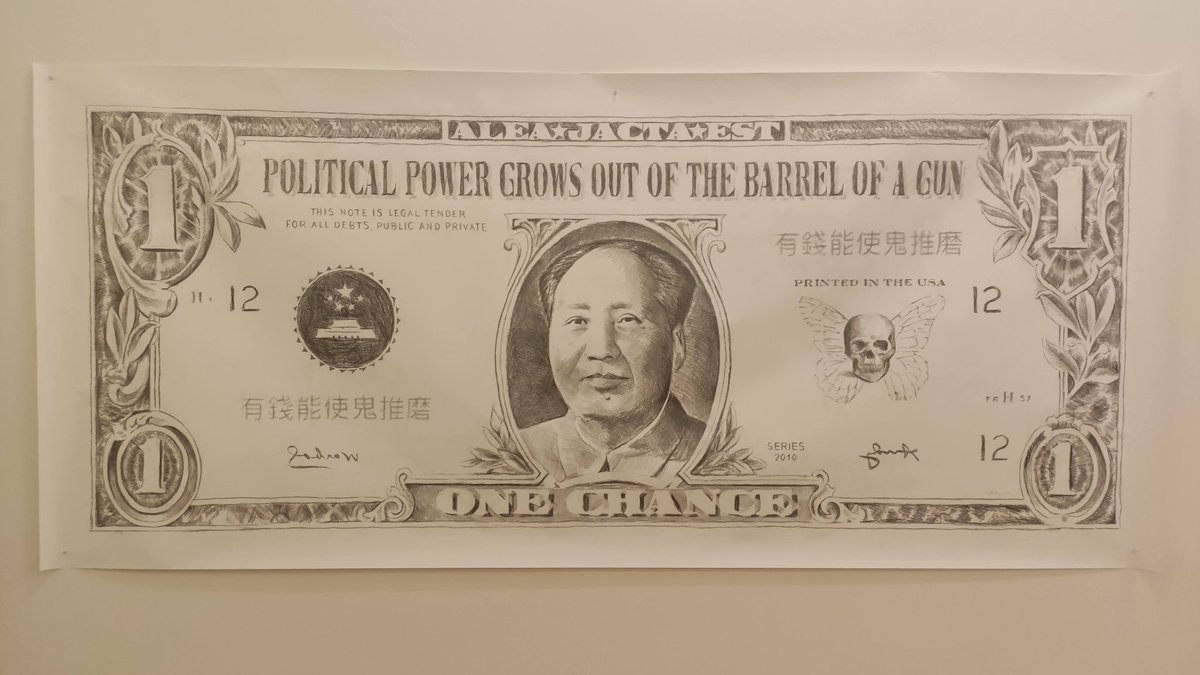 ALEA★JACTA★EST
POLITICAL POWER GROWS OUT OF THE BARREL OF A GUN
THIS NOTE IS LEGAL TENDER
FOR ALL DEBTS, PUBLIC AND PRIVATE
1
1
有錢能使鬼推磨
PRINTED IN THE USA
12
12
H 57
有錢能使鬼推磨
12
SERIES
2010
1
1
ONE CHANCE